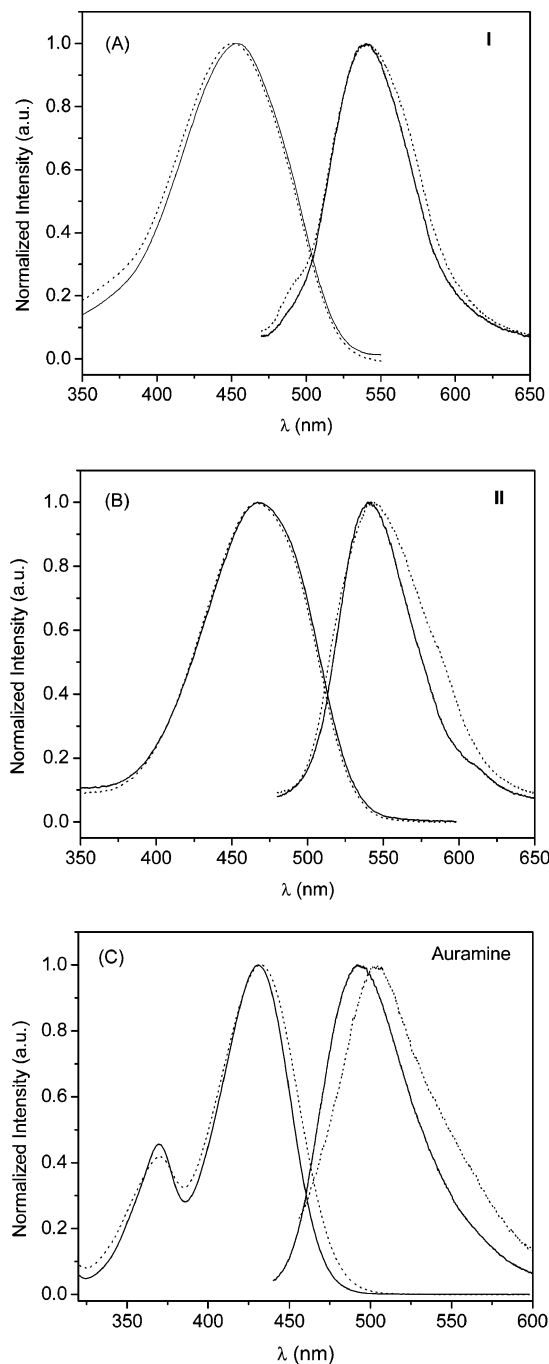 (A)
I
Normalized Intensity (a.u.)
1.0
0.8
0.6
0.4
0.2
0.0
350 400 450 500 550 600 650
λ (nm)
(B)
II
Normalized Intensity (a.u.)
1.0
0.8
0.6
0.4
0.2
0.0
350 400 450 500 550 600 650
λ (nm)
(C)
Auramine
Normalized Intensity (a.u.)
1.0
0.8
0.6
0.4
0.2
0.0
350 400 450 500 550 600
λ (nm)